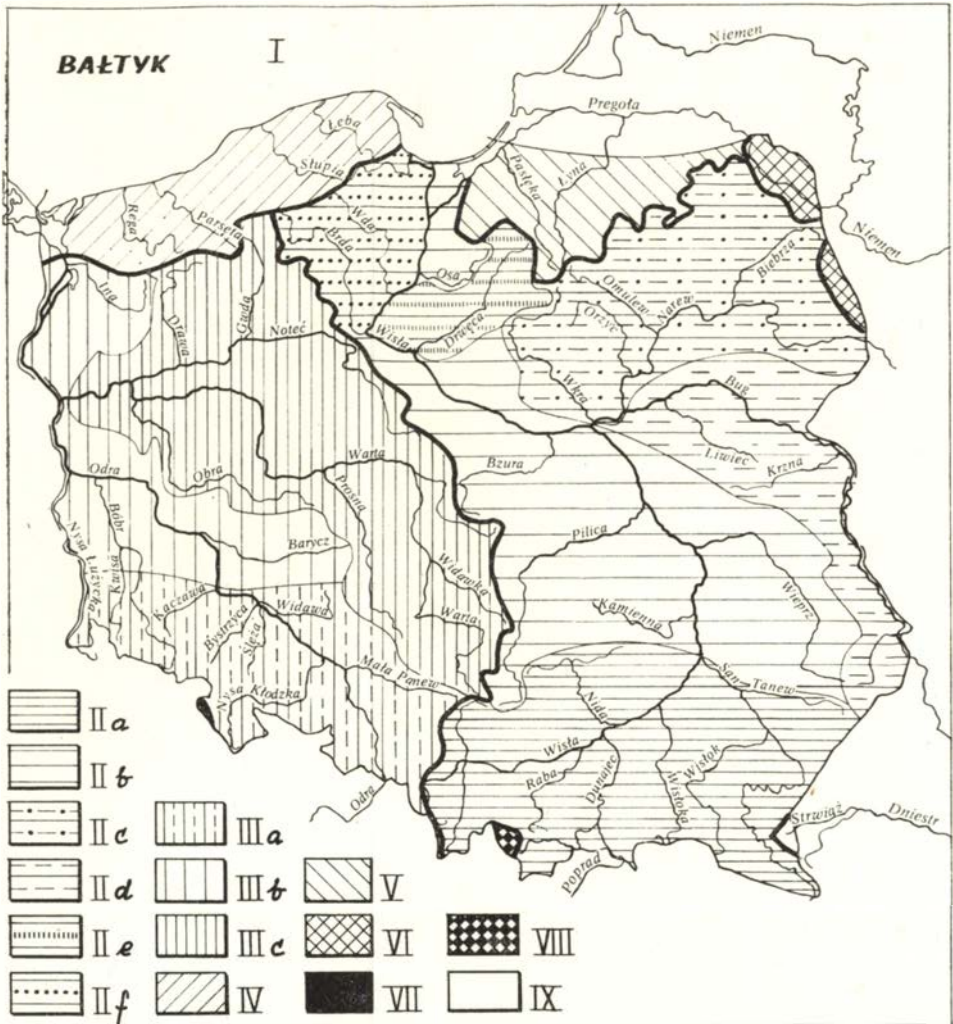 BAŁTYK
I
Niemen
Pregoła
Łeba
Słupia
Pasłęka
Łyna
Rega
Parsęta
Wda
Brda
Niemen
Ina
Drawa
Gwda
Osa
Omulew
Narew
Biebrza
Orzyc
Noteć
Wisła
Drwęca
Wkra
Bug
Liwiec
Krzna
Odra
Obra
Warta
Bzura
Prosna
Bóbr
Pilica
Nysa Łużycka
Kwisa
Barycz
Widawka
Wieprz
Kaczawa
Bystrzyca
Ślęża
Widawa
Warta
Kamienna
Mała Panew
San
Tanew
Nysa Kłodzka
Nida
Wisła
Raba
Dunajec
Wisłoka
Wisłok
Odra
Strwiąż
Dniestr
Poprad
II a
II b
II c
III a
II d
III b
V
II e
III c
VI
VIII
II f
IV
VII
IX